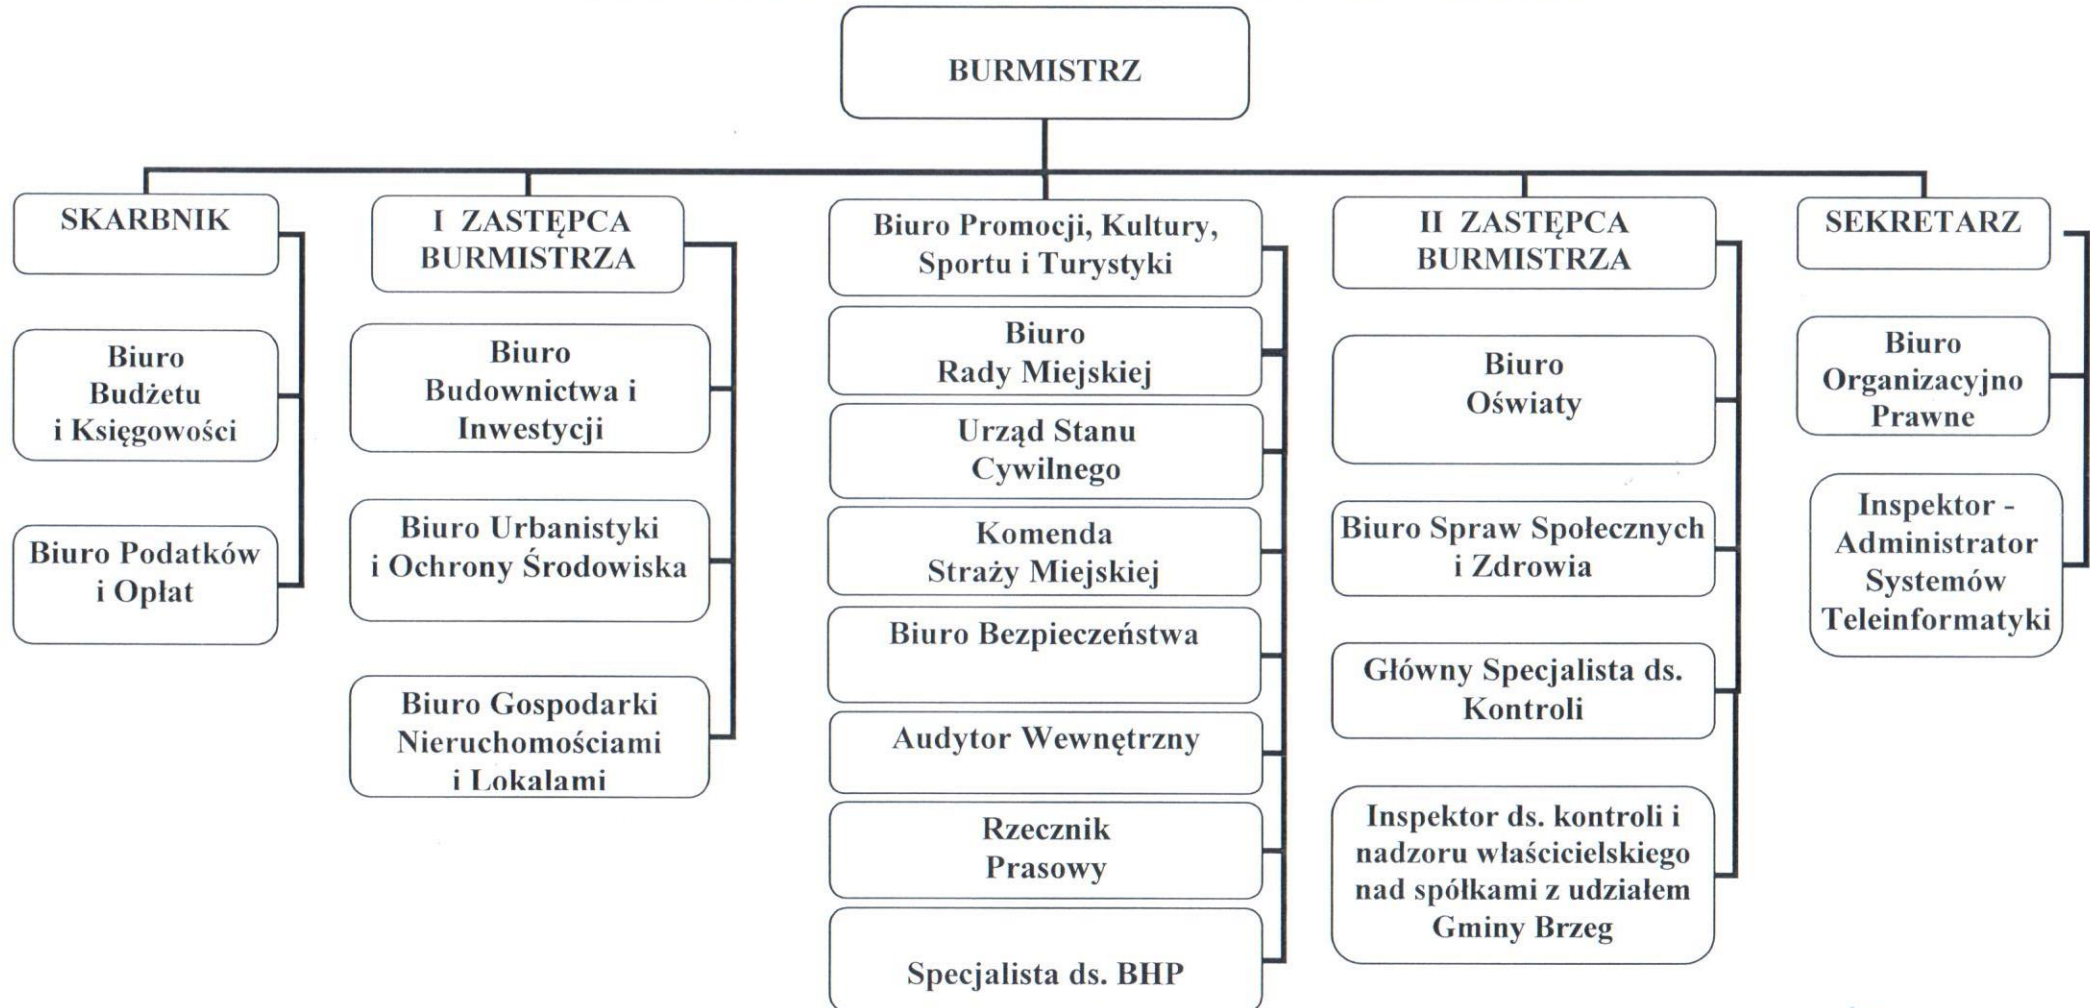 BURMISTRZ
SKARBNIK
Biuro
Budżetu
i Księgowości
Biuro Podatków
i Opłat
I ZASTĘPCA
BURMISTRZA
Biuro
Budownictwa i
Inwestycji
Biuro Urbanistyki
i Ochrony Środowiska
Biuro Gospodarki
Nieruchomościami
i Lokalami
Biuro Promocji, Kultury,
Sportu i Turystyki
Biuro
Rady Miejskiej
Urząd Stanu
Cywilnego
Komenda
Straży Miejskiej
Biuro Bezpieczeństwa
Audytor Wewnętrzny
Rzecznik
Prasowy
Specjalista ds. BHP
II ZASTĘPCA
BURMISTRZA
Biuro
Oświaty
Biuro Spraw Społecznych
i Zdrowia
Główny Specjalista ds.
Kontroli
Inspektor ds. kontroli i
nadzoru właścicielskiego
nad spółkami z udziałem
Gminy Brzeg
SEKRETARZ
Biuro
Organizacyjno
Prawne
Inspektor -
Administrator
Systemów
Teleinformatyki